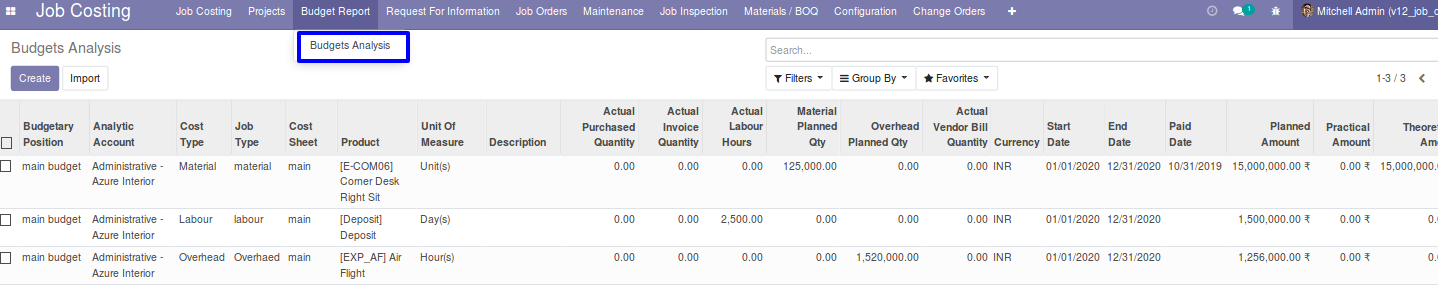 Job Costing Job Costing Projects Budget Report Request For Information Job Orders Maintenance Job Inspection Materials / BOQ Configuration Change Orders + 1 Mitchell Admin (v12_job_
Budgets Analysis
Budgets Analysis
Search...
Create Import Filters Group By Favorites 1-3 / 3
Budgetary Position Analytic Account Cost Type Job Type Cost Sheet Product Unit Of Measure Description Actual Purchased Quantity Actual Invoice Quantity Actual Labour Hours Material Planned Qty Overhead Planned Qty Actual Vendor Bill Quantity Currency Start Date End Date Paid Date Planned Amount Practical Amount Theore
main budget Administrative - Azure Interior Material material main [E-COM06] Corner Desk Right Sit Unit(s) 0.00 0.00 0.00 125,000.00 0.00 0.00 INR 01/01/2020 12/31/2020 10/31/2019 15,000,000.00 ₹ 0.00 ₹ 15,000,000.
main budget Administrative - Azure Interior Labour labour main [Deposit] Deposit Day(s) 0.00 0.00 2,500.00 0.00 0.00 0.00 INR 01/01/2020 12/31/2020 1,500,000.00 ₹ 0.00 ₹ 0.
main budget Administrative - Azure Interior Overhead Overhaed main [EXP_AF] Air Flight Hour(s) 0.00 0.00 0.00 0.00 1,520,000.00 0.00 INR 01/01/2020 12/31/2020 1,256,000.00 ₹ 0.00 ₹ 0.